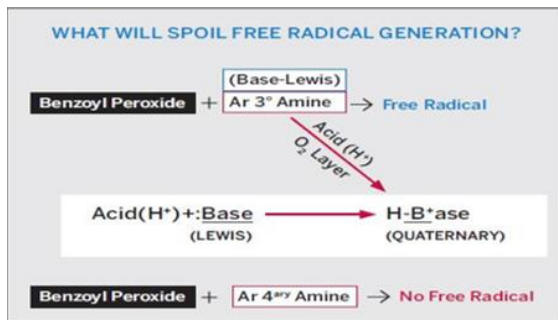 WHAT WILL SPOIL FREE RADICAL GENERATION?
(Base-Lewis)
Benzoyl Peroxide + Ar 3° Amine → Free Radical
Acid (H⁺)
O₂ Layer
Acid(H⁺)+:Base → H-B⁺ase
(LEWIS) (QUATERNARY)
Benzoyl Peroxide + Ar 4ᵃʳʸ Amine → No Free Radical